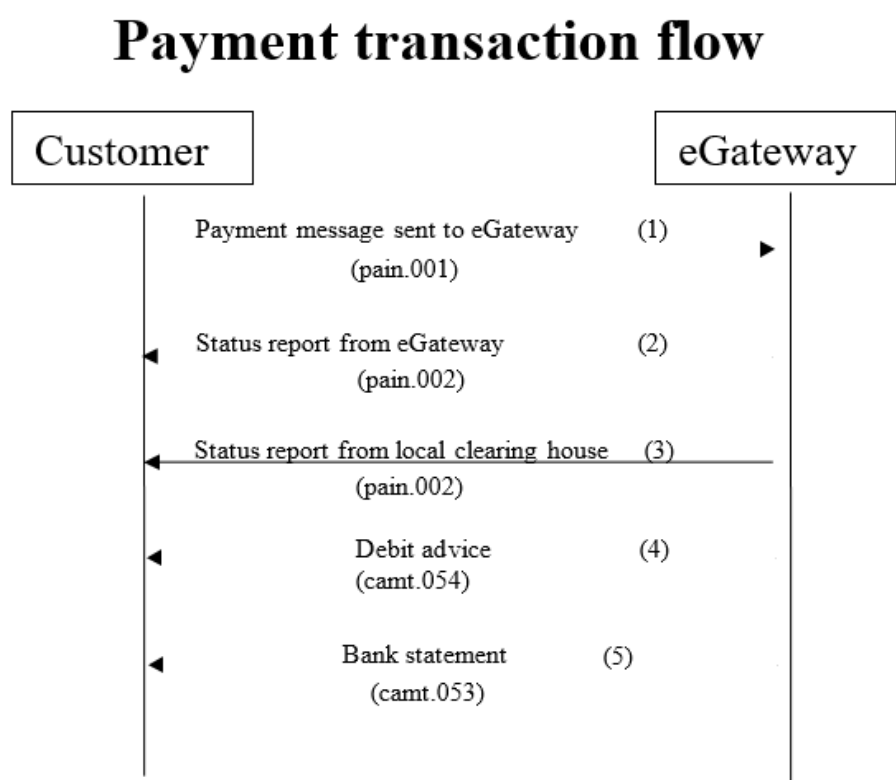 Payment transaction flow
Customer
eGateway
Payment message sent to eGateway (1)
(pain.001)
Status report from eGateway (2)
(pain.002)
Status report from local clearing house (3)
(pain.002)
Debit advice (4)
(camt.054)
Bank statement (5)
(camt.053)